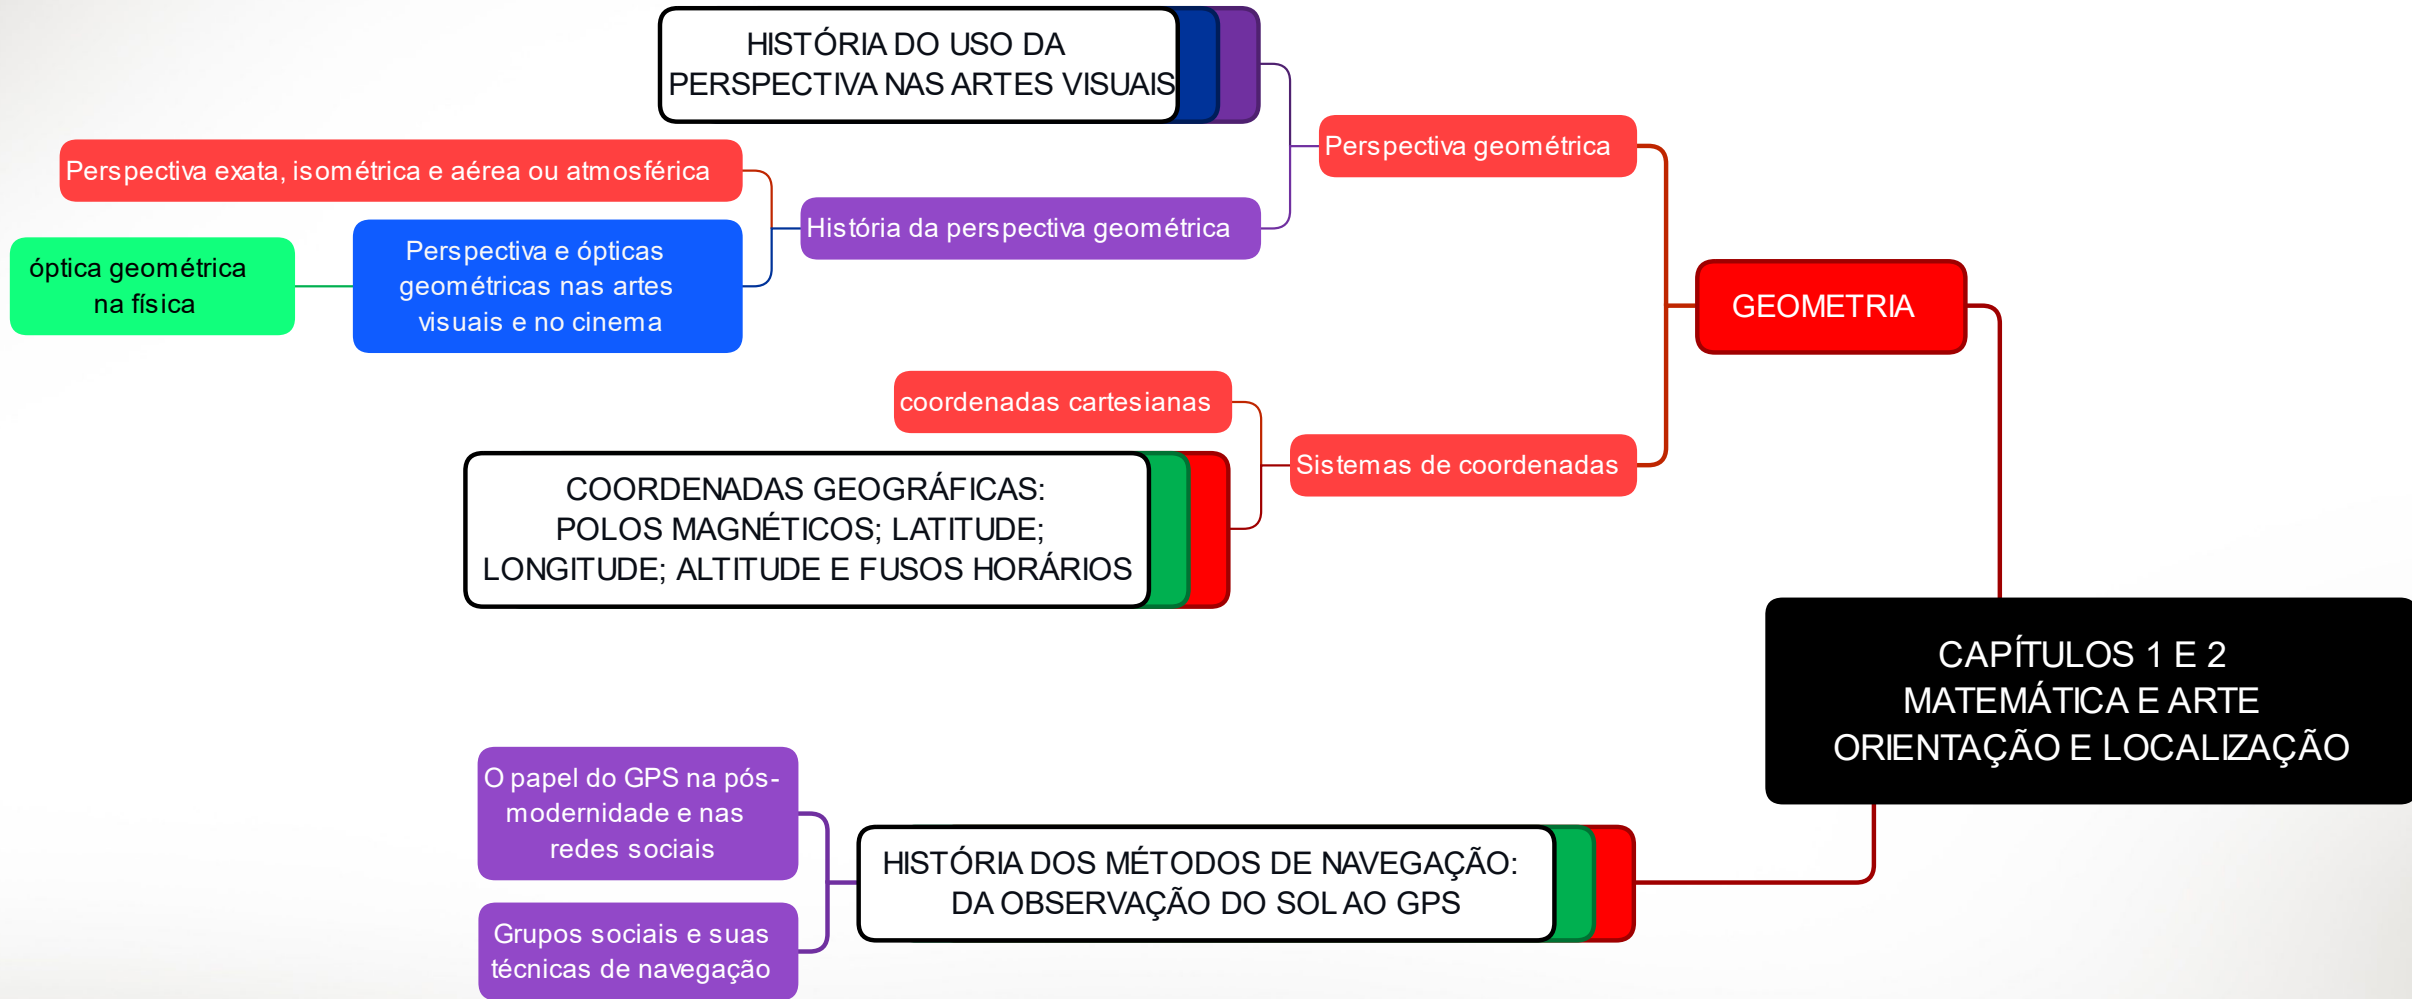 HISTÓRIA DO USO DA
PERSPECTIVA NAS ARTES VISUAIS
Perspectiva geométrica
Perspectiva exata, isométrica e aérea ou atmosférica
História da perspectiva geométrica
Perspectiva e ópticas
geométricas nas artes
visuais e no cinema
óptica geométrica
na física
GEOMETRIA
coordenadas cartesianas
Sistemas de coordenadas
COORDENADAS GEOGRÁFICAS:
POLOS MAGNÉTICOS; LATITUDE;
LONGITUDE; ALTITUDE E FUSOS HORÁRIOS
CAPÍTULOS 1 E 2
MATEMÁTICA E ARTE
ORIENTAÇÃO E LOCALIZAÇÃO
O papel do GPS na pós-
modernidade e nas
redes sociais
HISTÓRIA DOS MÉTODOS DE NAVEGAÇÃO:
DA OBSERVAÇÃO DO SOL AO GPS
Grupos sociais e suas
técnicas de navegação